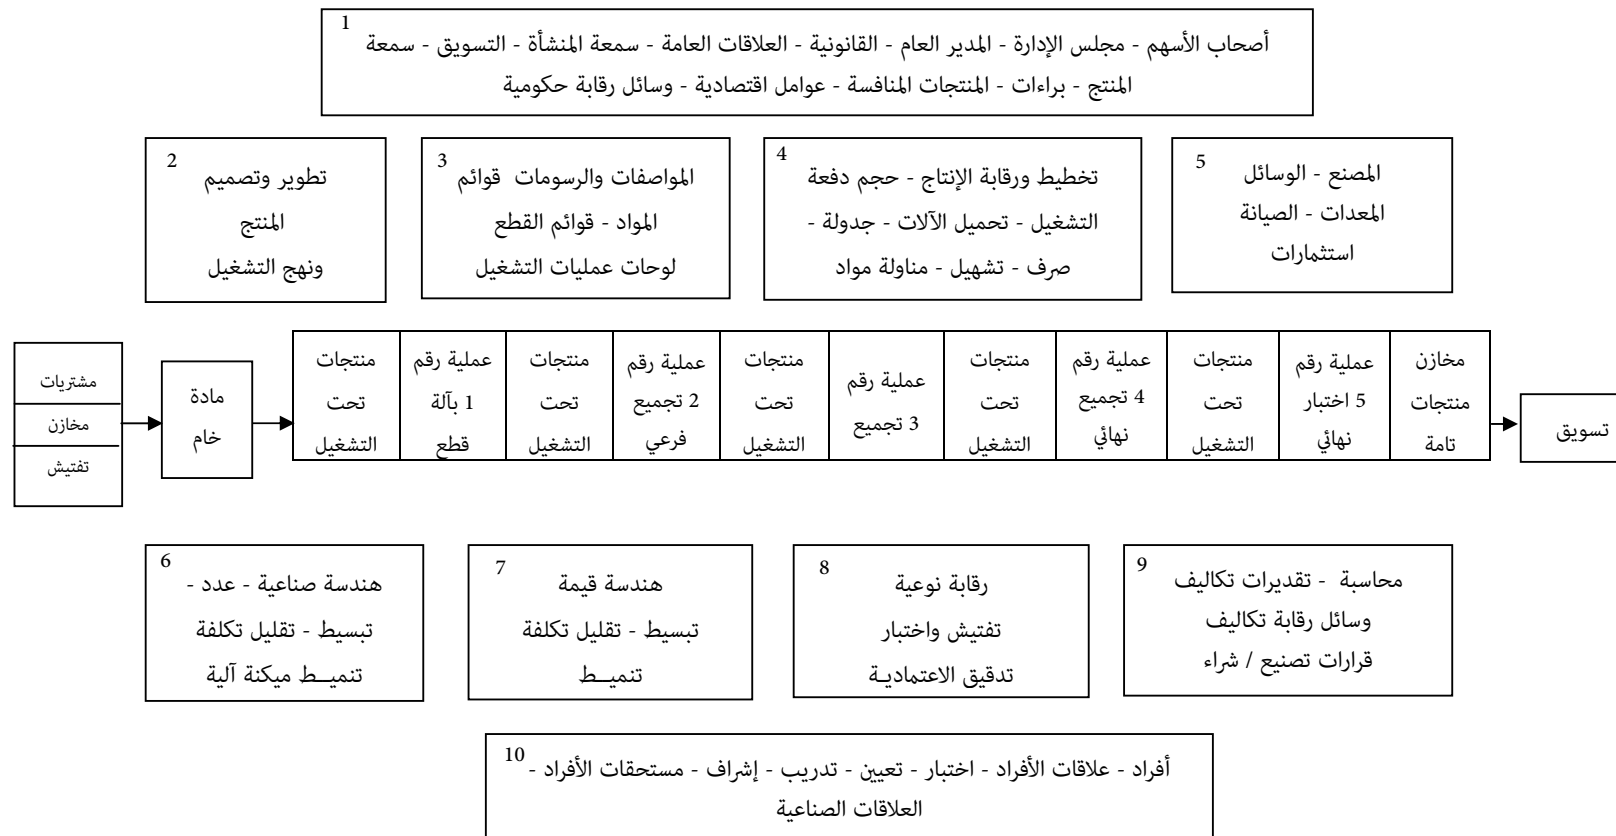 1
أصحاب الأسهم - مجلس الإدارة - المدير العام - القانونية - العلاقات العامة - سمعة المنشأة - التسويق - سمعة
المنتج - براءات - المنتجات المنافسة - عوامل اقتصادية - وسائل رقابة حكومية
2
تطوير وتصميم
المنتج
ونهج التشغيل
3
المواصفات والرسومات قوائم
المواد - قوائم القطع
لوحات عمليات التشغيل
4
تخطيط ورقابة الإنتاج - حجم دفعة
التشغيل - تحميل الآلات - جدولة -
صرف - تشهيل - مناولة مواد
5
المصنع - الوسائل
المعدات - الصيانة
استثمارات
مشتريات
مخازن
تفتيش
مادة
خام
منتجات
تحت
التشغيل
عملية رقم
1 بآلة
قطع
منتجات
تحت
التشغيل
عملية رقم
2 تجميع
فرعي
منتجات
تحت
التشغيل
عملية رقم
3 تجميع
منتجات
تحت
التشغيل
عملية رقم
4 تجميع
نهائي
منتجات
تحت
التشغيل
عملية رقم
5 اختبار
نهائي
مخازن
منتجات
تامة
تسويق
6
هندسة صناعية - عدد -
تبسيط - تقليل تكلفة
تنميــط ميكنة آلية
7
هندسة قيمة
تبسيط - تقليل تكلفة
تنميــط
8
رقابة نوعية
تفتيش واختبار
تدقيق الاعتماديـة
9
محاسبة - تقديرات تكاليف
وسائل رقابة تكاليف
قرارات تصنيع / شراء
10
أفراد - علاقات الأفراد - اختبار - تعيين - تدريب - إشراف - مستحقات الأفراد -
العلاقات الصناعية